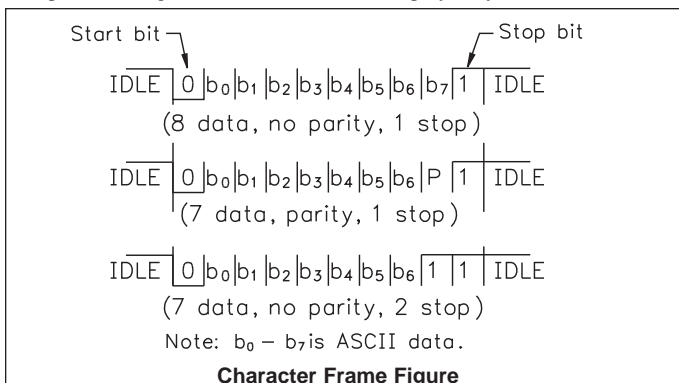 Start bit Stop bit
IDLE 0 b₀ b₁ b₂ b₃ b₄ b₅ b₆ b₇ 1 IDLE
(8 data, no parity, 1 stop)
IDLE 0 b₀ b₁ b₂ b₃ b₄ b₅ b₆ P 1 IDLE
(7 data, parity, 1 stop)
IDLE 0 b₀ b₁ b₂ b₃ b₄ b₅ b₆ 1 1 IDLE
(7 data, no parity, 2 stop)
Note: b₀ – b₇ is ASCII data.
Character Frame Figure